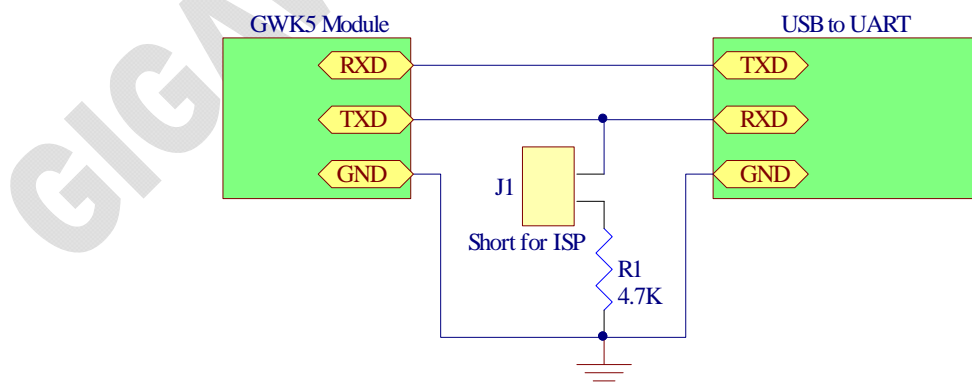 GWK5 Module
USB to UART
RXD
TXD
TXD
RXD
GND
GND
J1
Short for ISP
R1
4.7K